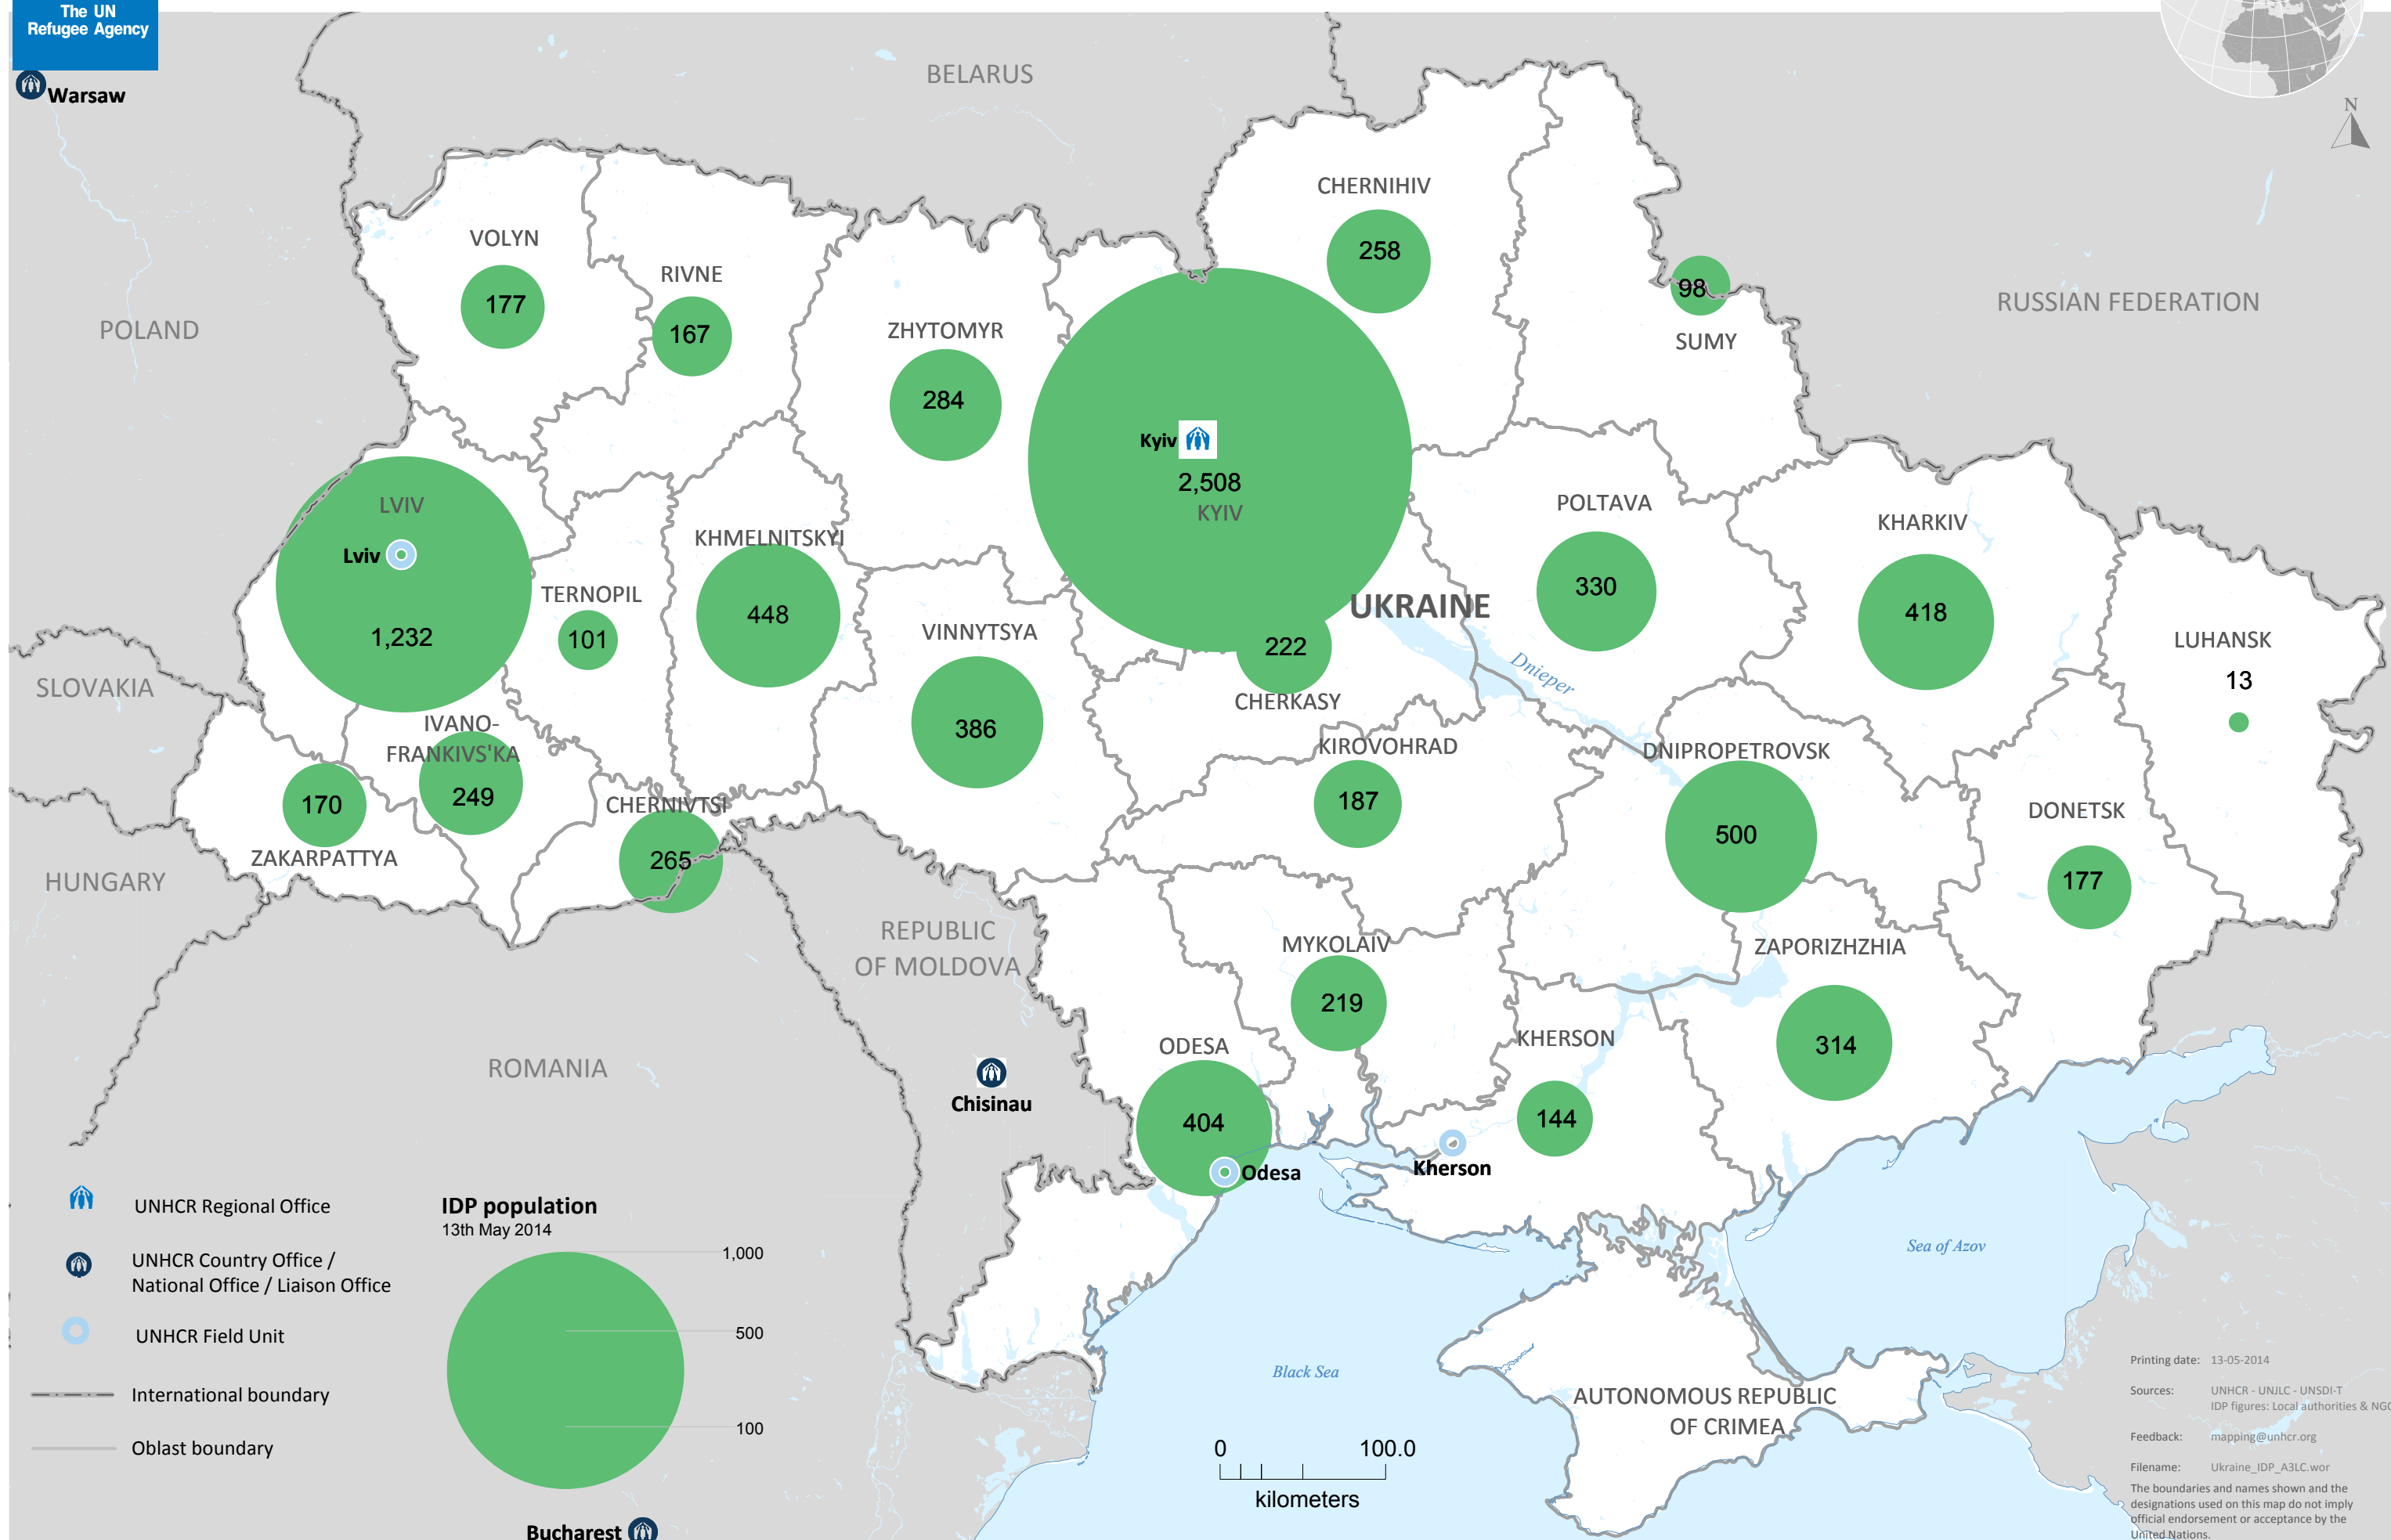 The UN
Refugee Agency
Warsaw
BELARUS
N
CHERNIHIV
258
VOLYN
177
RIVNE
167
98
SUMY
RUSSIAN FEDERATION
POLAND
ZHYTOMYR
284
Kyiv
2,508
KYIV
LVIV
Lviv
1,232
POLTAVA
330
KHARKIV
418
KHMELNITSKYI
448
TERNOPIL
101
UKRAINE
VINNYTSYA
386
222
CHERKASY
Dnieper
LUHANSK
13
SLOVAKIA
IVANO-
FRANKIVS'KA
249
KIROVOHRAD
187
DNIPROPETROVSK
500
170
ZAKARPATTYA
CHERNIVTSI
265
DONETSK
177
HUNGARY
REPUBLIC
OF MOLDOVA
MYKOLAIV
219
ZAPORIZHZHIA
314
ROMANIA
ODESA
404
Odesa
KHERSON
144
Kherson
Chisinau
UNHCR Regional Office
UNHCR Country Office /
National Office / Liaison Office
UNHCR Field Unit
International boundary
Oblast boundary
IDP population
13th May 2014
1,000
500
100
Bucharest
Sea of Azov
Black Sea
AUTONOMOUS REPUBLIC
OF CRIMEA
0 100.0
kilometers
Printing date: 13-05-2014
Sources: UNHCR - UNJLC - UNSDI-T
IDP figures: Local authorities &
Feedback: mapping@unhcr.org
Filename: Ukraine_IDP_A3LC.wor
The boundaries and names shown and the
designations used on this map do not imply
official endorsement or acceptance by the
United Nations.